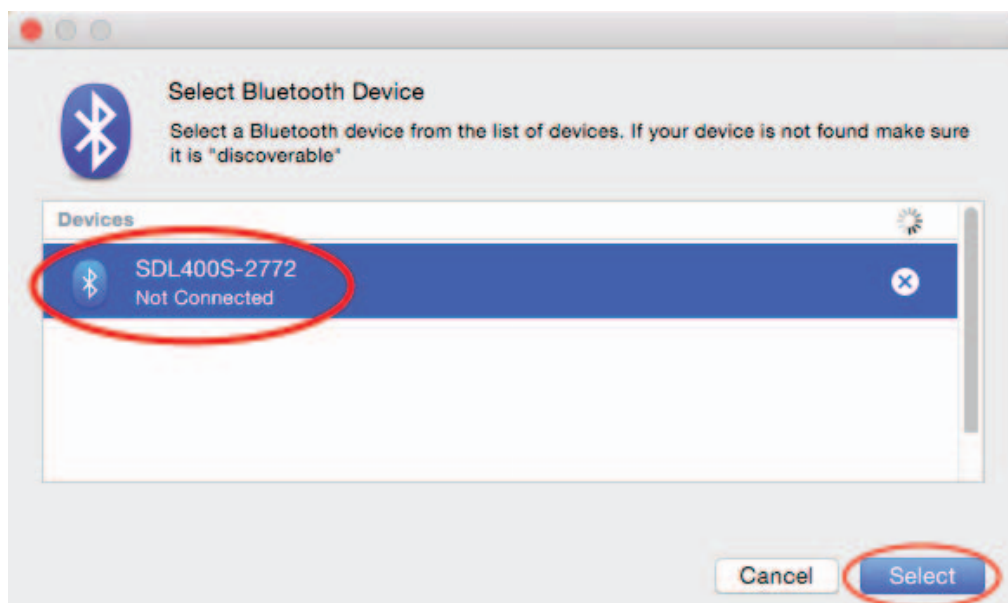 Select Bluetooth Device
Select a Bluetooth device from the list of devices. If your device is not found make sure
it is "discoverable"
Devices
SDL400S-2772
Not Connected
Cancel
Select